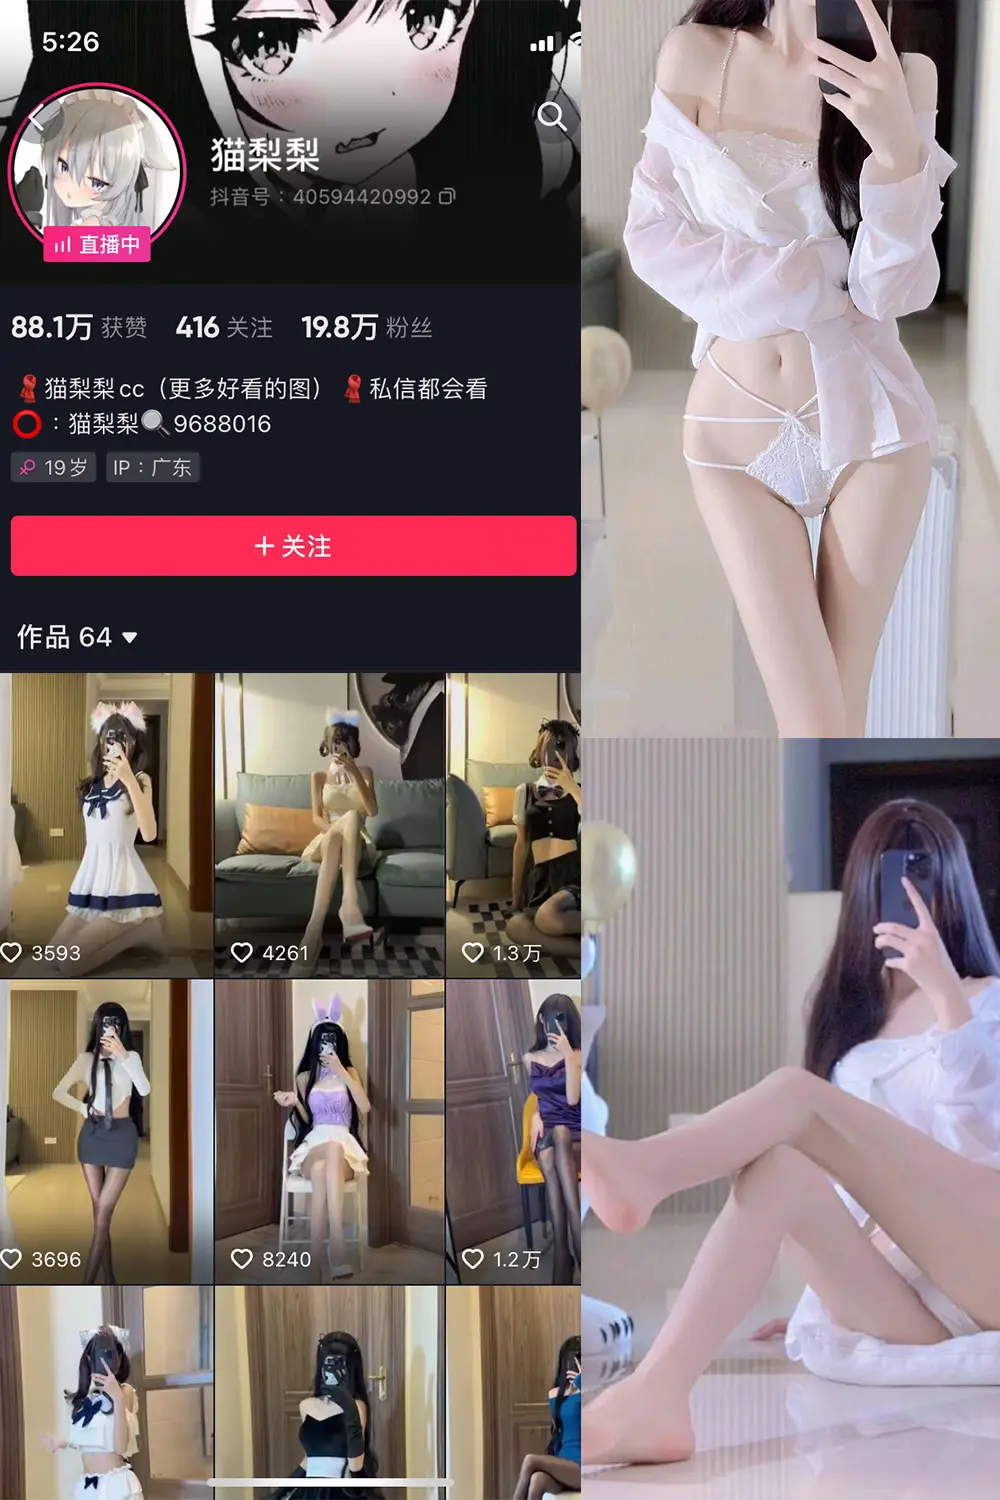 5:26
猫梨梨
抖音号：40594420992
直播中
88.1万 获赞 416 关注 19.8万 粉丝
猫梨梨cc（更多好看的图） 私信都会看
：猫梨梨 9688016
19岁 IP：广东
+ 关注
作品 64
3593 4261 1.3万
3696 8240 1.2万